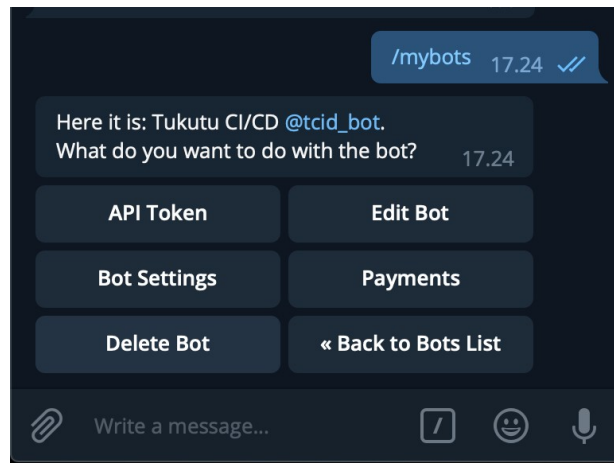 /mybots 17.24
Here it is: Tukutu CI/CD @tcid_bot.
What do you want to do with the bot? 17.24
API Token
Edit Bot
Bot Settings
Payments
Delete Bot
« Back to Bots List
Write a message...
/